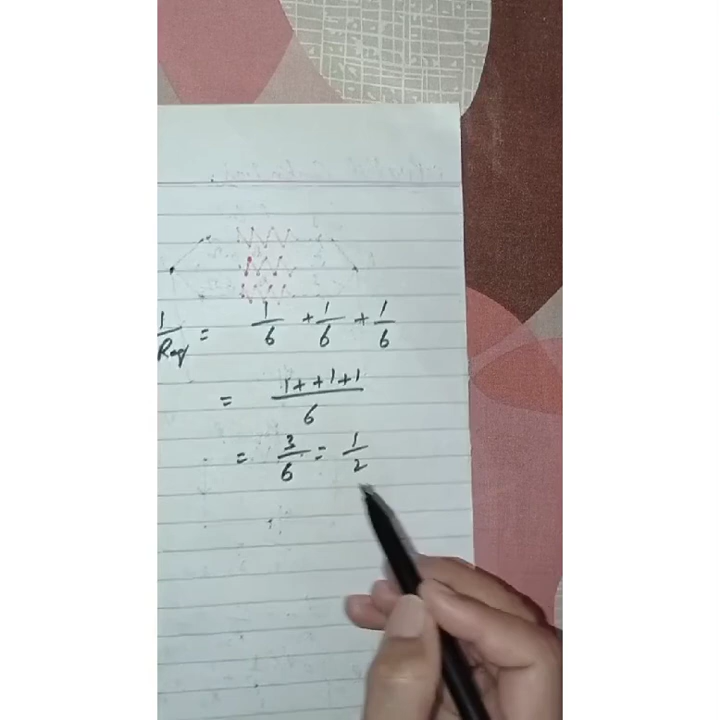 1/Req = 1/6 + 1/6 + 1/6
= 1++1+1/6
= 3/6 = 1/2